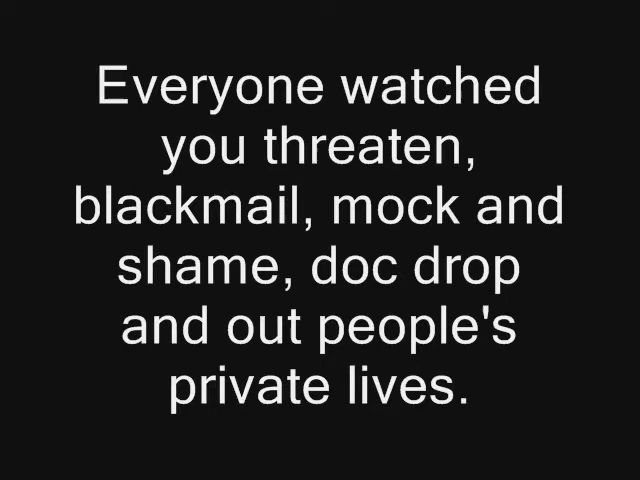 Everyone watched
you threaten,
blackmail, mock and
shame, doc drop
and out people's
private lives.